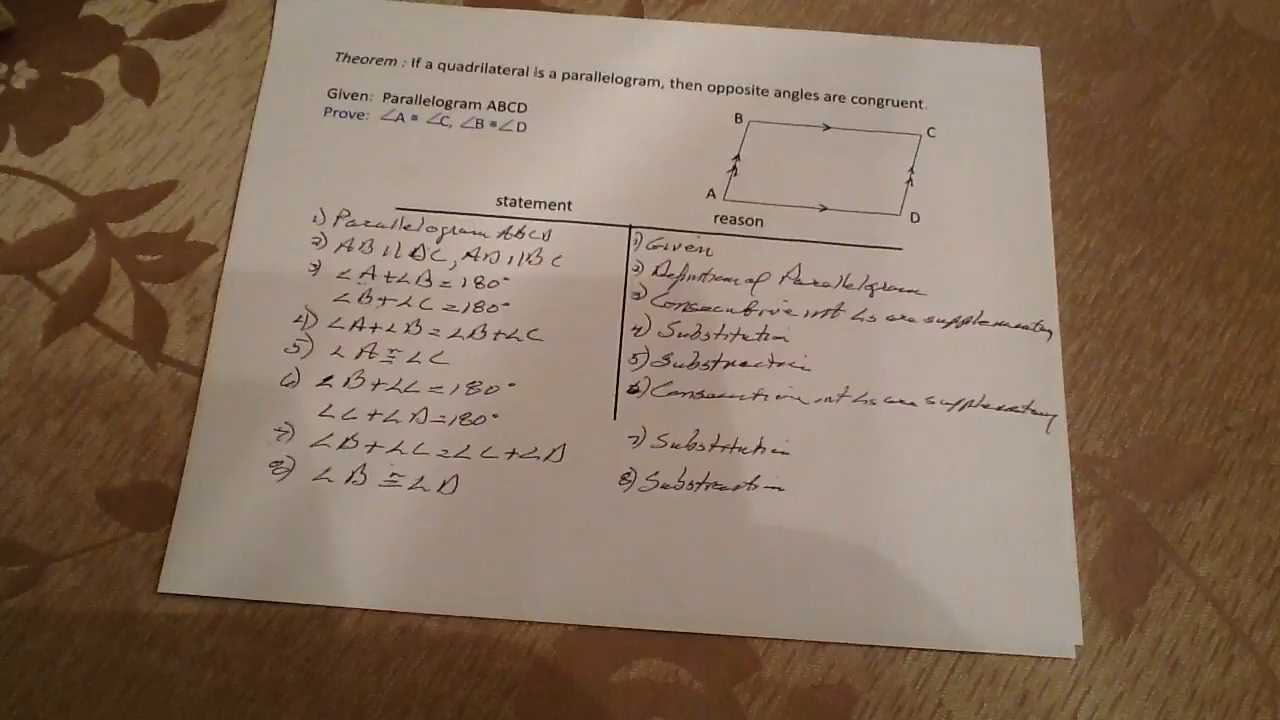 Theorem : If a quadrilateral is a parallelogram, then opposite angles are congruent.
Given: Parallelogram ABCD
Prove: ∠A ≅ ∠C, ∠B ≅ ∠D
B
C
A
D
statement
reason
1) Parallelogram ABCD
1) Given
2) AB || DC, AD || BC
2) Definition of Parallelogram
3) ∠A+∠B=180°
∠B+∠C=180°
3) Consecutive int ∠s are supplementary
4) ∠A+∠B=∠B+∠C
4) Substitution
5) ∠A≅∠C
5) Substraction
6) ∠B+∠C=180°
∠C+∠D=180°
6) Consecutive int ∠s are supplementary
7) ∠B+∠C=∠C+∠D
7) Substitution
8) ∠B≅∠D
8) Substraction